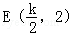 E (k/2, 2)